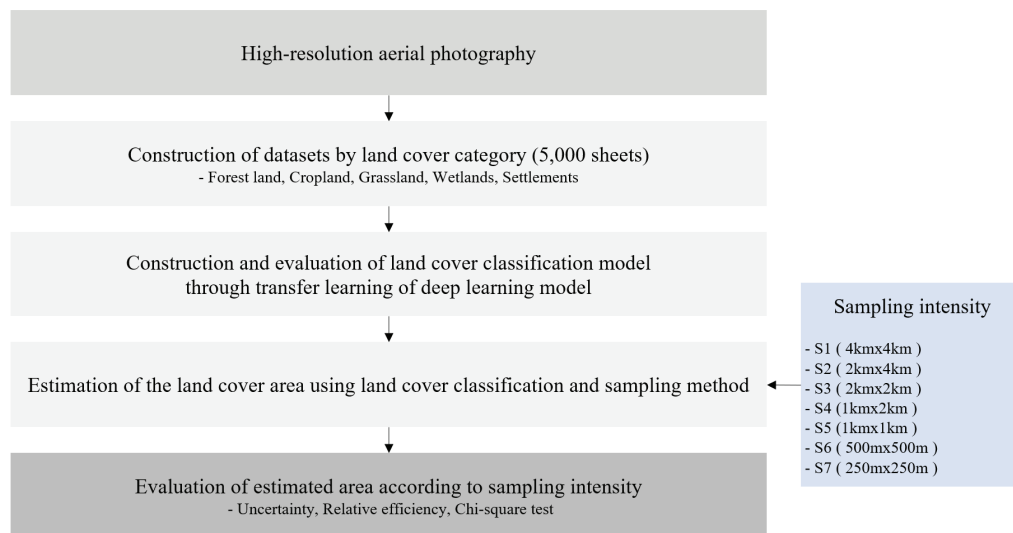 High-resolution aerial photography
Construction of datasets by land cover category (5,000 sheets)
- Forest land, Cropland, Grassland, Wetlands, Settlements
Construction and evaluation of land cover classification model
through transfer learning of deep learning model
Estimation of the land cover area using land cover classification and sampling method
Sampling intensity
- S1 ( 4kmx4km )
- S2 ( 2kmx4km )
- S3 ( 2kmx2km )
- S4 (1kmx2km )
- S5 (1kmx1km )
- S6 ( 500mx500m )
- S7 ( 250mx250m )
Evaluation of estimated area according to sampling intensity
- Uncertainty, Relative efficiency, Chi-square test